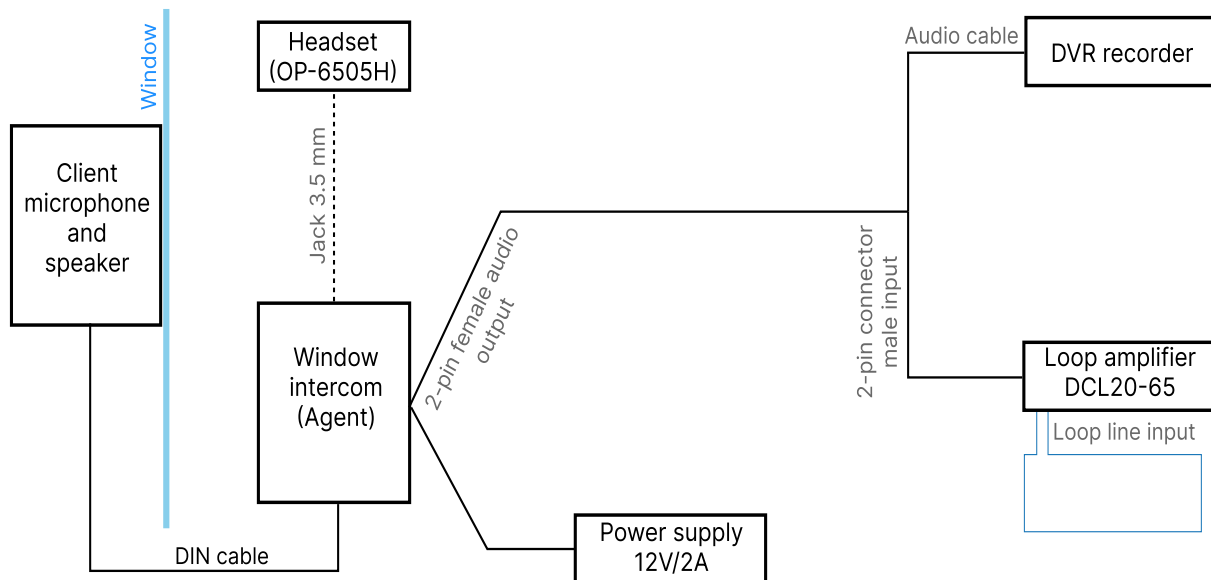 Window
Headset
(OP-6505H)
Audio cable
DVR recorder
Client
microphone
and
speaker
Jack 3.5 mm
2-pin female audio
output
2-pin connector
male input
Window
intercom
(Agent)
Loop amplifier
DCL20-65
Loop line input
Power supply
12V/2A
DIN cable